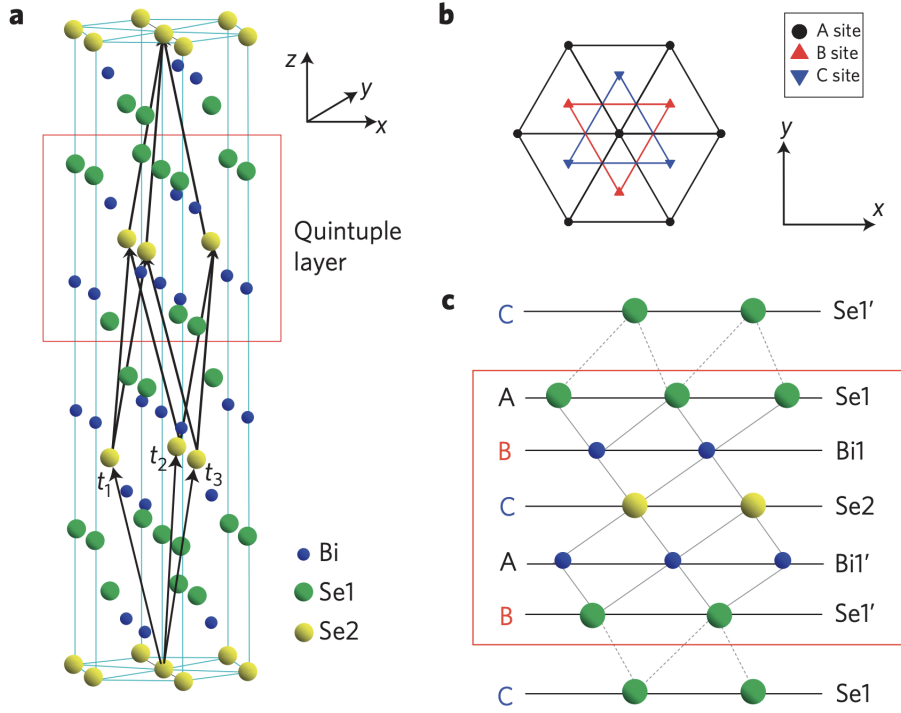 a
z
y
x
Quintuple
layer
t1
t2
t3
Bi
Se1
Se2
b
A site
B site
C site
y
x
c
C Se1′
A Se1
B Bi1
C Se2
A Bi1′
B Se1′
C Se1